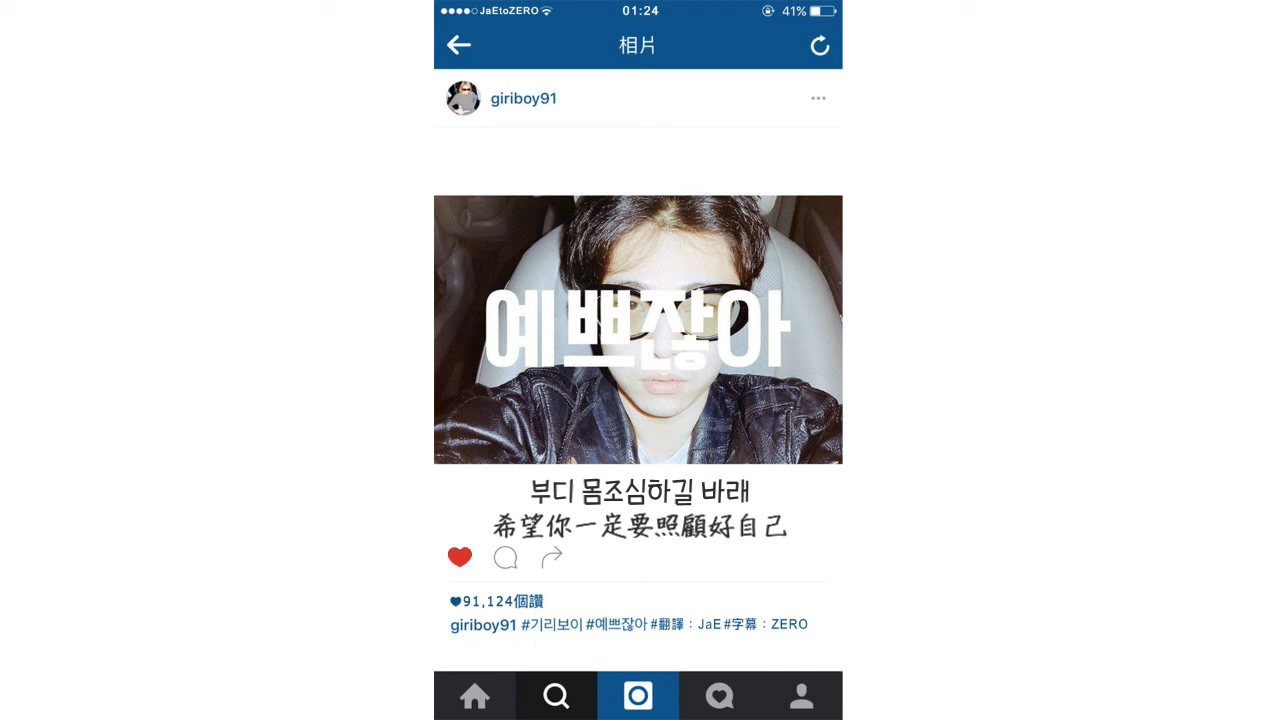 JaEtoZERO 01:24 41%
相片
giriboy91
예쁘잖아
부디 몸조심하길 바래
希望你一定要照顧好自己
91,124個讚
giriboy91 #기리보이 #예쁘잖아 #翻譯：JaE #字幕：ZERO